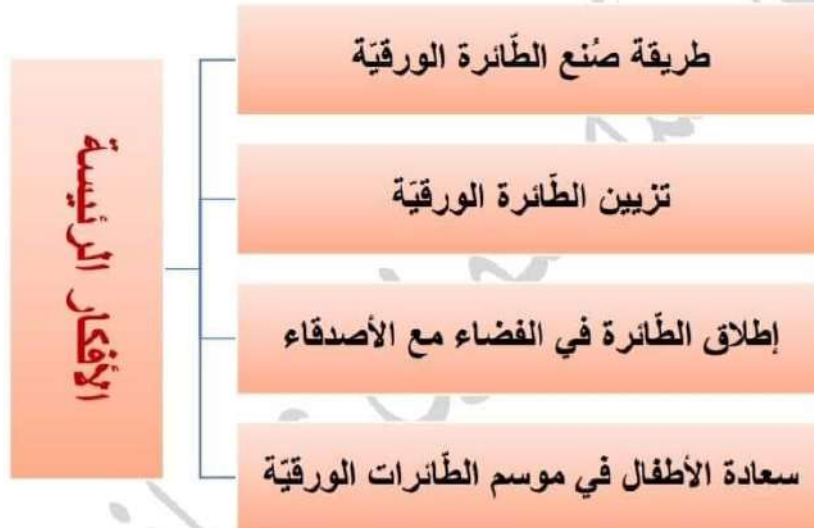 الأفكار الرئيسة
طريقة صُنع الطّائرة الورقيّة
تزيين الطّائرة الورقيّة
إطلاق الطّائرة في الفضاء مع الأصدقاء
سعادة الأطفال في موسم الطّائرات الورقيّة